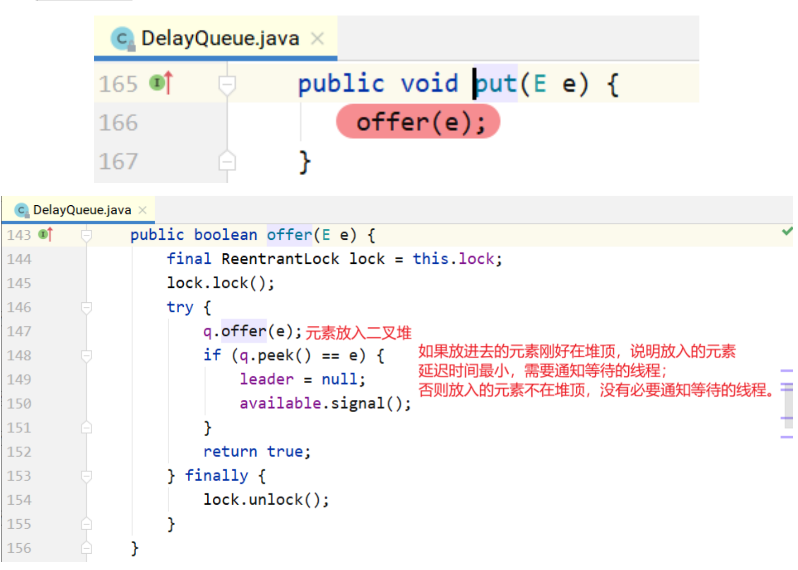 DelayQueue.java
165 public void put(E e) {
166 offer(e);
167 }
DelayQueue.java
143 public boolean offer(E e) {
144 final ReentrantLock lock = this.lock;
145 lock.lock();
146 try {
147 q.offer(e); 元素放入二叉堆
148 if (q.peek() == e) { 如果放进去的元素刚好在堆顶，说明放入的元素
149 leader = null; 延迟时间最小，需要通知等待的线程；
150 available.signal(); 否则放入的元素不在堆顶，没有必要通知等待的线程。
151 }
152 return true;
153 } finally {
154 lock.unlock();
155 }
156 }